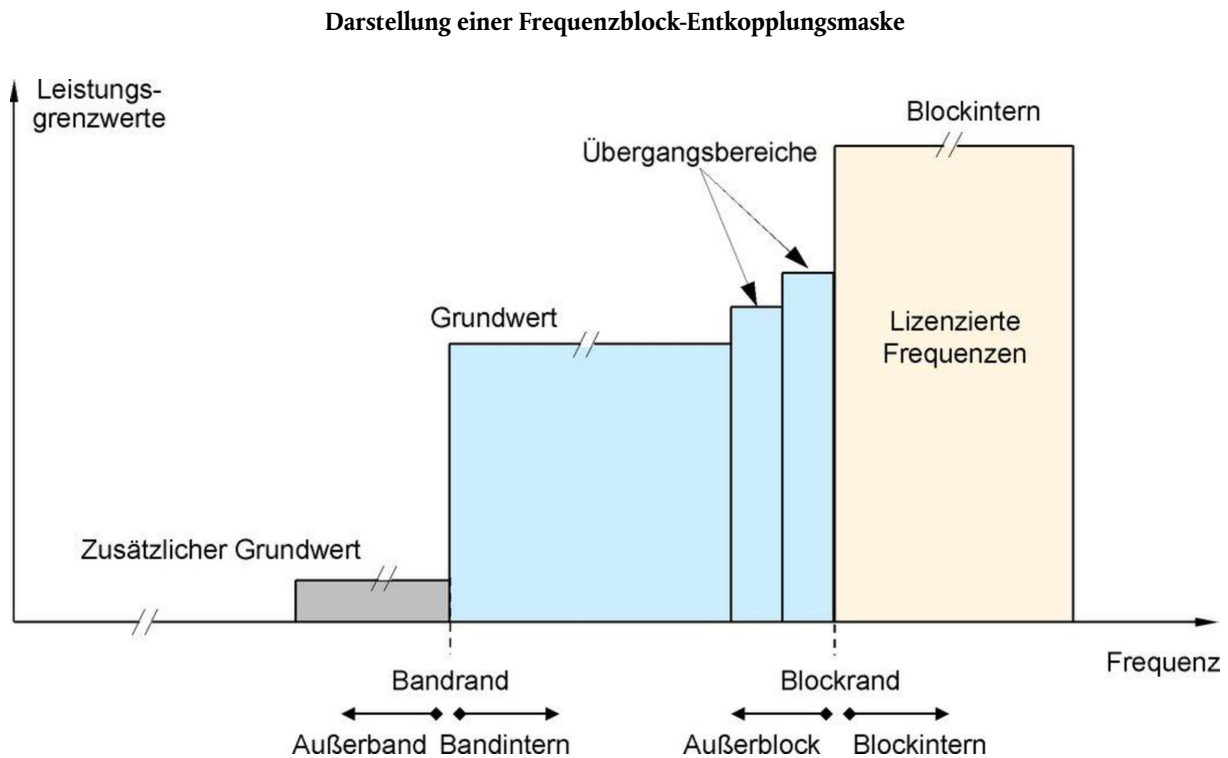 Darstellung einer Frequenzblock-Entkopplungsmaske
Leistungs-
grenzwerte
Blockintern
Übergangsbereiche
Grundwert
Lizenzierte
Frequenzen
Zusätzlicher Grundwert
Frequenz
Bandrand
Blockrand
Außerband Bandintern
Außerblock Blockintern